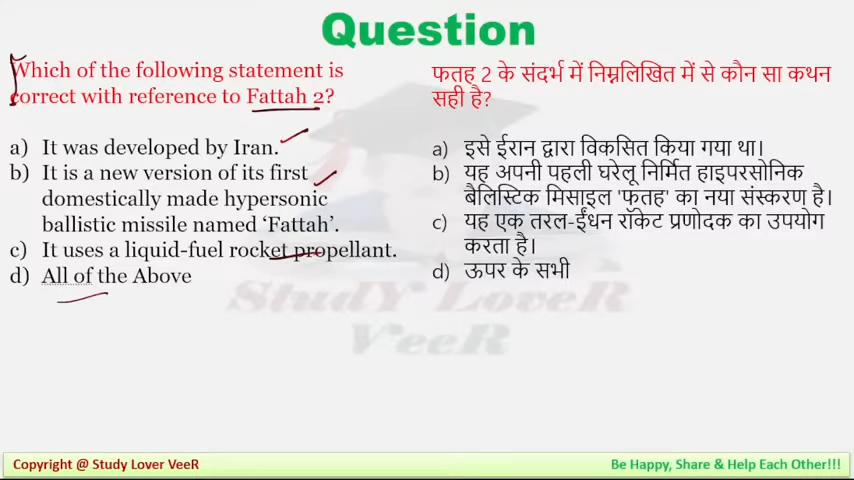 Question
Which of the following statement is
correct with reference to Fattah 2?
a) It was developed by Iran.
b) It is a new version of its first
domestically made hypersonic
ballistic missile named ‘Fattah’.
c) It uses a liquid-fuel rocket propellant.
d) All of the Above
फतह 2 के संदर्भ में निम्नलिखित में से कौन सा कथन
सही है?
a) इसे ईरान द्वारा विकसित किया गया था।
b) यह अपनी पहली घरेलू निर्मित हाइपरसोनिक
बैलिस्टिक मिसाइल 'फ़तह' का नया संस्करण है।
c) यह एक तरल-ईंधन रॉकेट प्रणोदक का उपयोग
करता है।
d) ऊपर के सभी
StudY LoveR
VeeR
Copyright @ Study Lover VeeR
Be Happy, Share & Help Each Other!!!